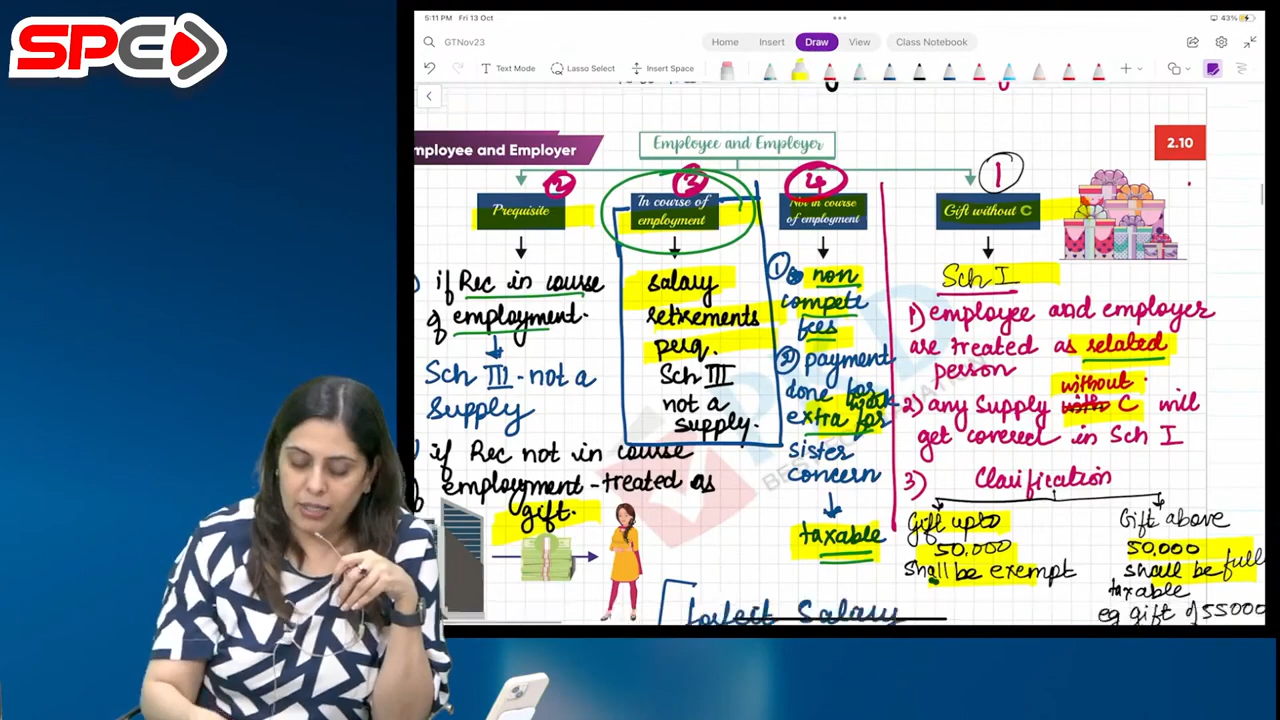 SPC
5:11 PM Fri 13 Oct
43%
GTNov23
Home Insert Draw View Class Notebook
Text Mode Lasso Select Insert Space
mployee and Employer
Employee and Employer
2.10
2
3
4
1
Prequisite
In course of
employment
Not in course
of employment
Gift without C
if Rec in course
of employment.
Sch III - not a
Supply
if Rec not in course
employment - treated as
gift.
salary
retirements
perq.
Sch III
not a
supply.
1 non
compete
fees
2 payment
done for
extra work for
sister
concern
taxable
Sch I
1) employee and employer
are treated as related
person
2) any Supply with without C will
get covered in Sch I
3) Clarification
Gift upto
50,000
shall be exempt
Gift above
50,000
shall be full
taxable
eg gift of 55000
forfeit Salary